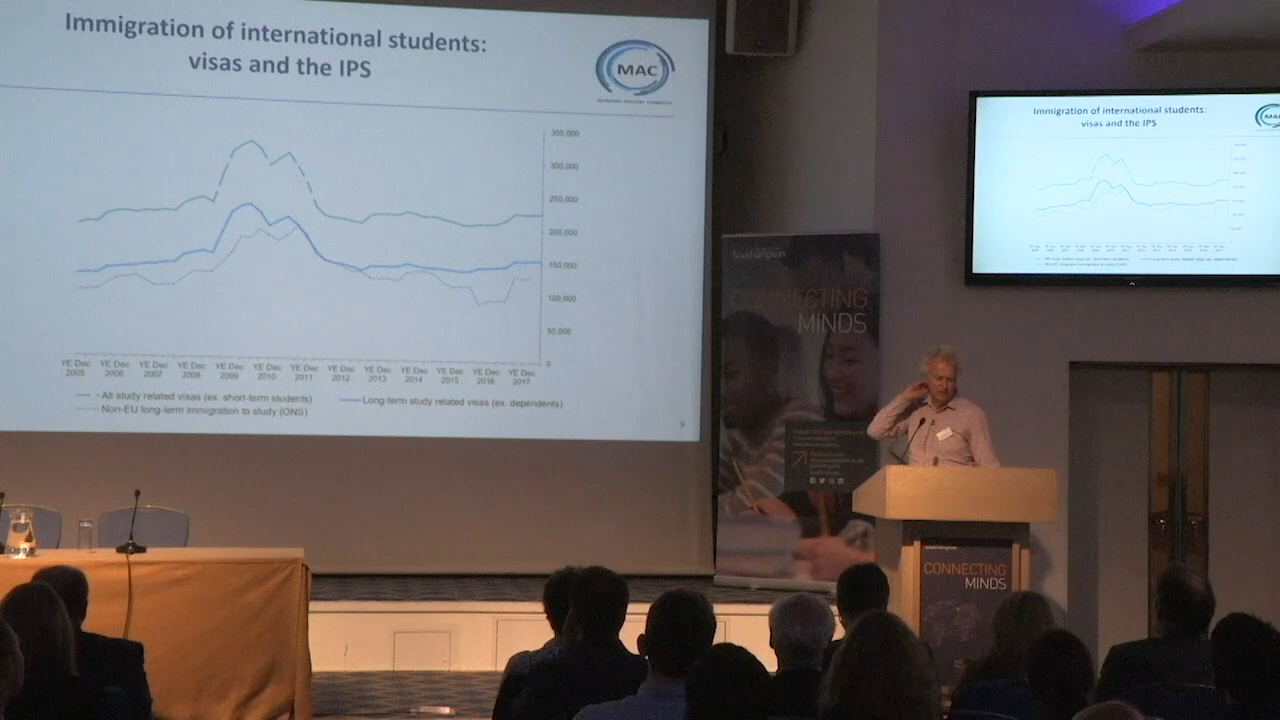 Immigration of international students:
visas and the IPS
MAC
350,000
300,000
250,000
200,000
150,000
100,000
50,000
0
YE Dec 2005
YE Dec 2006
YE Dec 2007
YE Dec 2008
YE Dec 2009
YE Dec 2010
YE Dec 2011
YE Dec 2012
YE Dec 2013
YE Dec 2014
YE Dec 2015
YE Dec 2016
YE Dec 2017
All study related visas (ex. short-term students)
Long-term study related visas (ex. dependents)
Non-EU long-term immigration to study (ONS)
9
Immigration of international students:
visas and the IPS
MAC
Southampton
CONNECTING
MINDS
Southampton
CONNECTING
MINDS